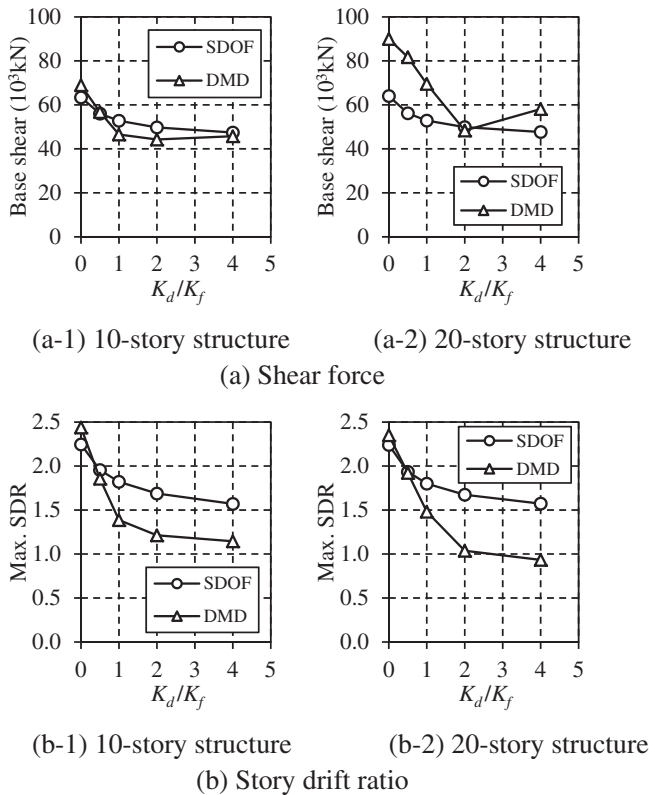 100
80
60
40
20
0
Base shear (10³kN)
SDOF
DMD
0 1 2 3 4 5
K_d/K_f
(a-1) 10-story structure
100
80
60
40
20
0
Base shear (10³kN)
SDOF
DMD
0 1 2 3 4 5
K_d/K_f
(a-2) 20-story structure
(a) Shear force
2.5
2.0
1.5
1.0
0.5
0.0
Max. SDR
SDOF
DMD
0 1 2 3 4 5
K_d/K_f
(b-1) 10-story structure
2.5
2.0
1.5
1.0
0.5
0.0
Max. SDR
SDOF
DMD
0 1 2 3 4 5
K_d/K_f
(b-2) 20-story structure
(b) Story drift ratio